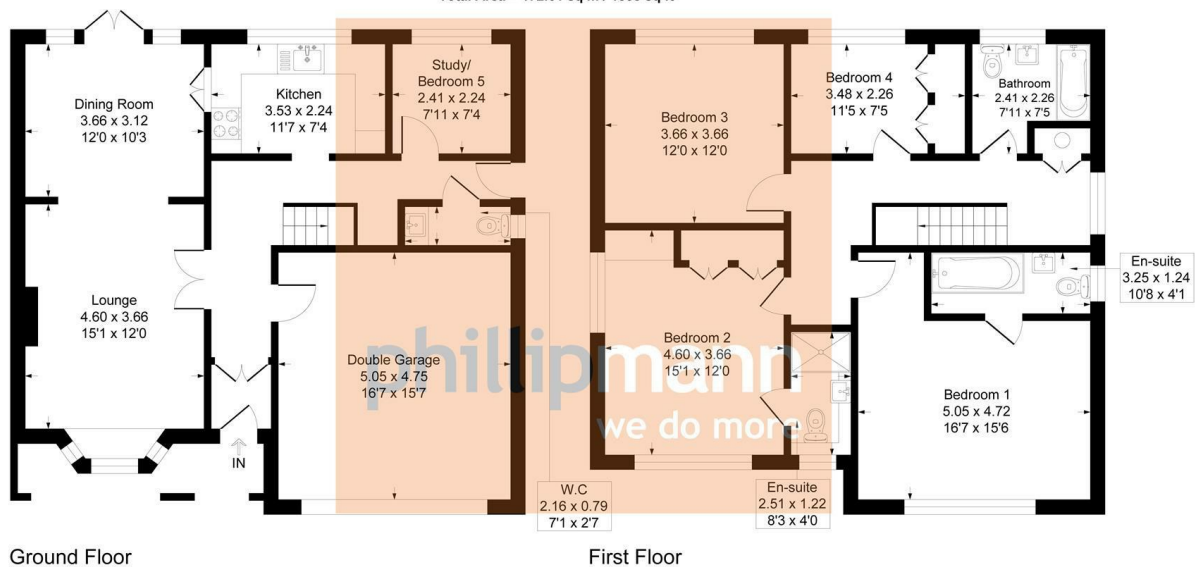 Dining Room
3.66 x 3.12
12'0 x 10'3
Kitchen
3.53 x 2.24
11'7 x 7'4
Study/
Bedroom 5
2.41 x 2.24
7'11 x 7'4
Lounge
4.60 x 3.66
15'1 x 12'0
Double Garage
5.05 x 4.75
16'7 x 15'7
IN
W.C
2.16 x 0.79
7'1 x 2'7
Ground Floor
Bedroom 3
3.66 x 3.66
12'0 x 12'0
Bedroom 4
3.48 x 2.26
11'5 x 7'5
Bathroom
2.41 x 2.26
7'11 x 7'5
En-suite
3.25 x 1.24
10'8 x 4'1
Bedroom 2
4.60 x 3.66
15'1 x 12'0
Bedroom 1
5.05 x 4.72
16'7 x 15'6
En-suite
2.51 x 1.22
8'3 x 4'0
First Floor
phillipmann
we do more